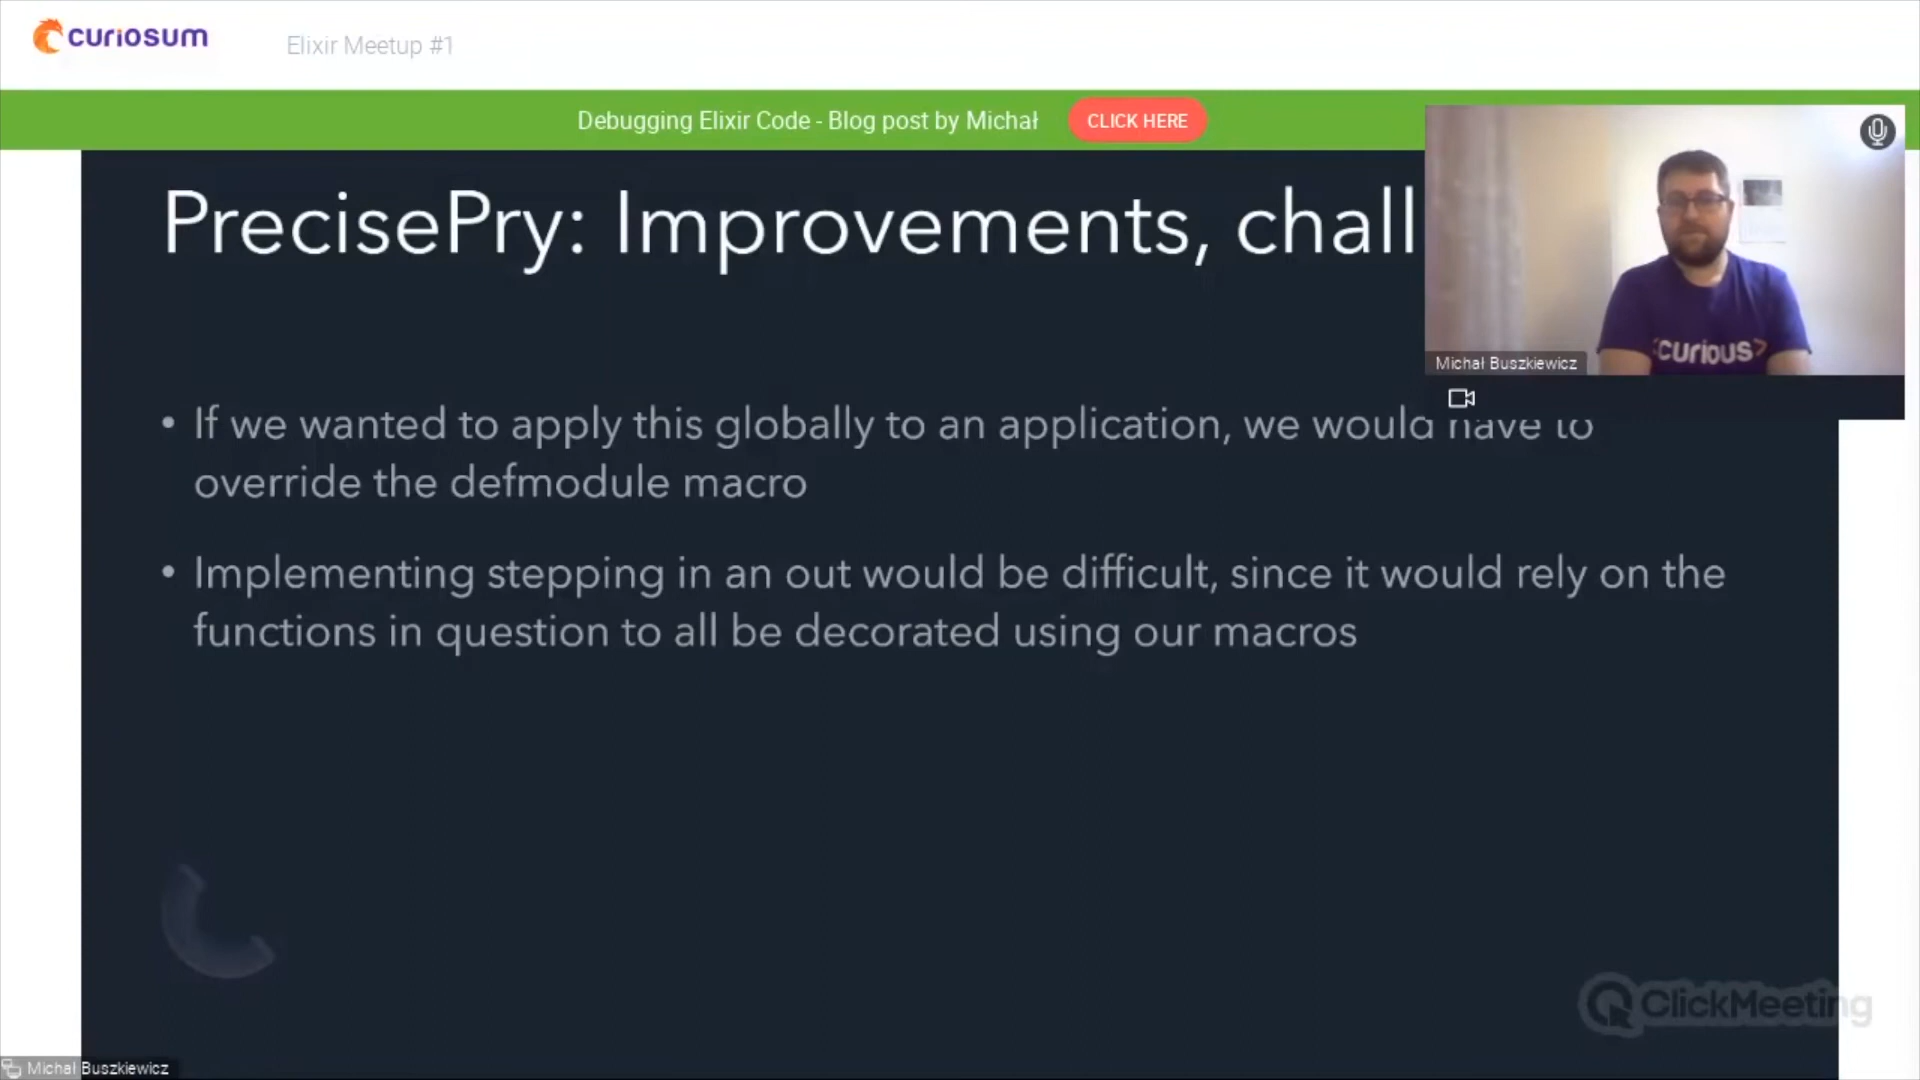 curiosum
Elixir Meetup #1
Debugging Elixir Code - Blog post by Michał
CLICK HERE
PrecisePry: Improvements, chall
curious>
Michał Buszkiewicz
• If we wanted to apply this globally to an application, we would have to
override the defmodule macro
• Implementing stepping in an out would be difficult, since it would rely on the
functions in question to all be decorated using our macros
ClickMeeting
Michał Buszkiewicz